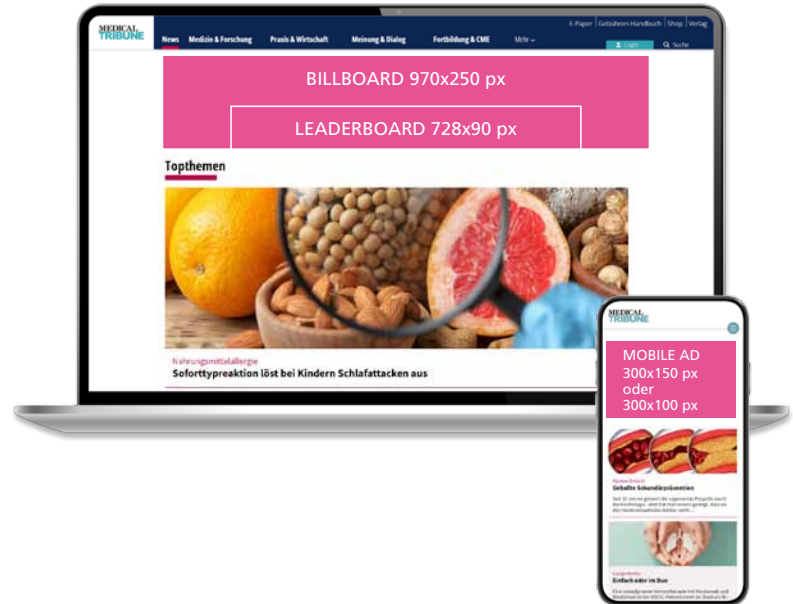 MEDICAL
TRIBUNE
E-Paper | Gebühren-Handbuch | Shop | Verlag
News Medizin & Forschung Praxis & Wirtschaft Meinung & Dialog Fortbildung & CME Mehr
Login Suche
BILLBOARD 970x250 px
LEADERBOARD 728x90 px
Topthemen
Nahrungsmittelallergie
Soforttypreaktion löst bei Kindern Schlafattacken aus
MEDICAL
TRIBUNE
MOBILE AD
300x150 px
oder
300x100 px
Geballte Sekundärprävention
Einfach oder im Duo